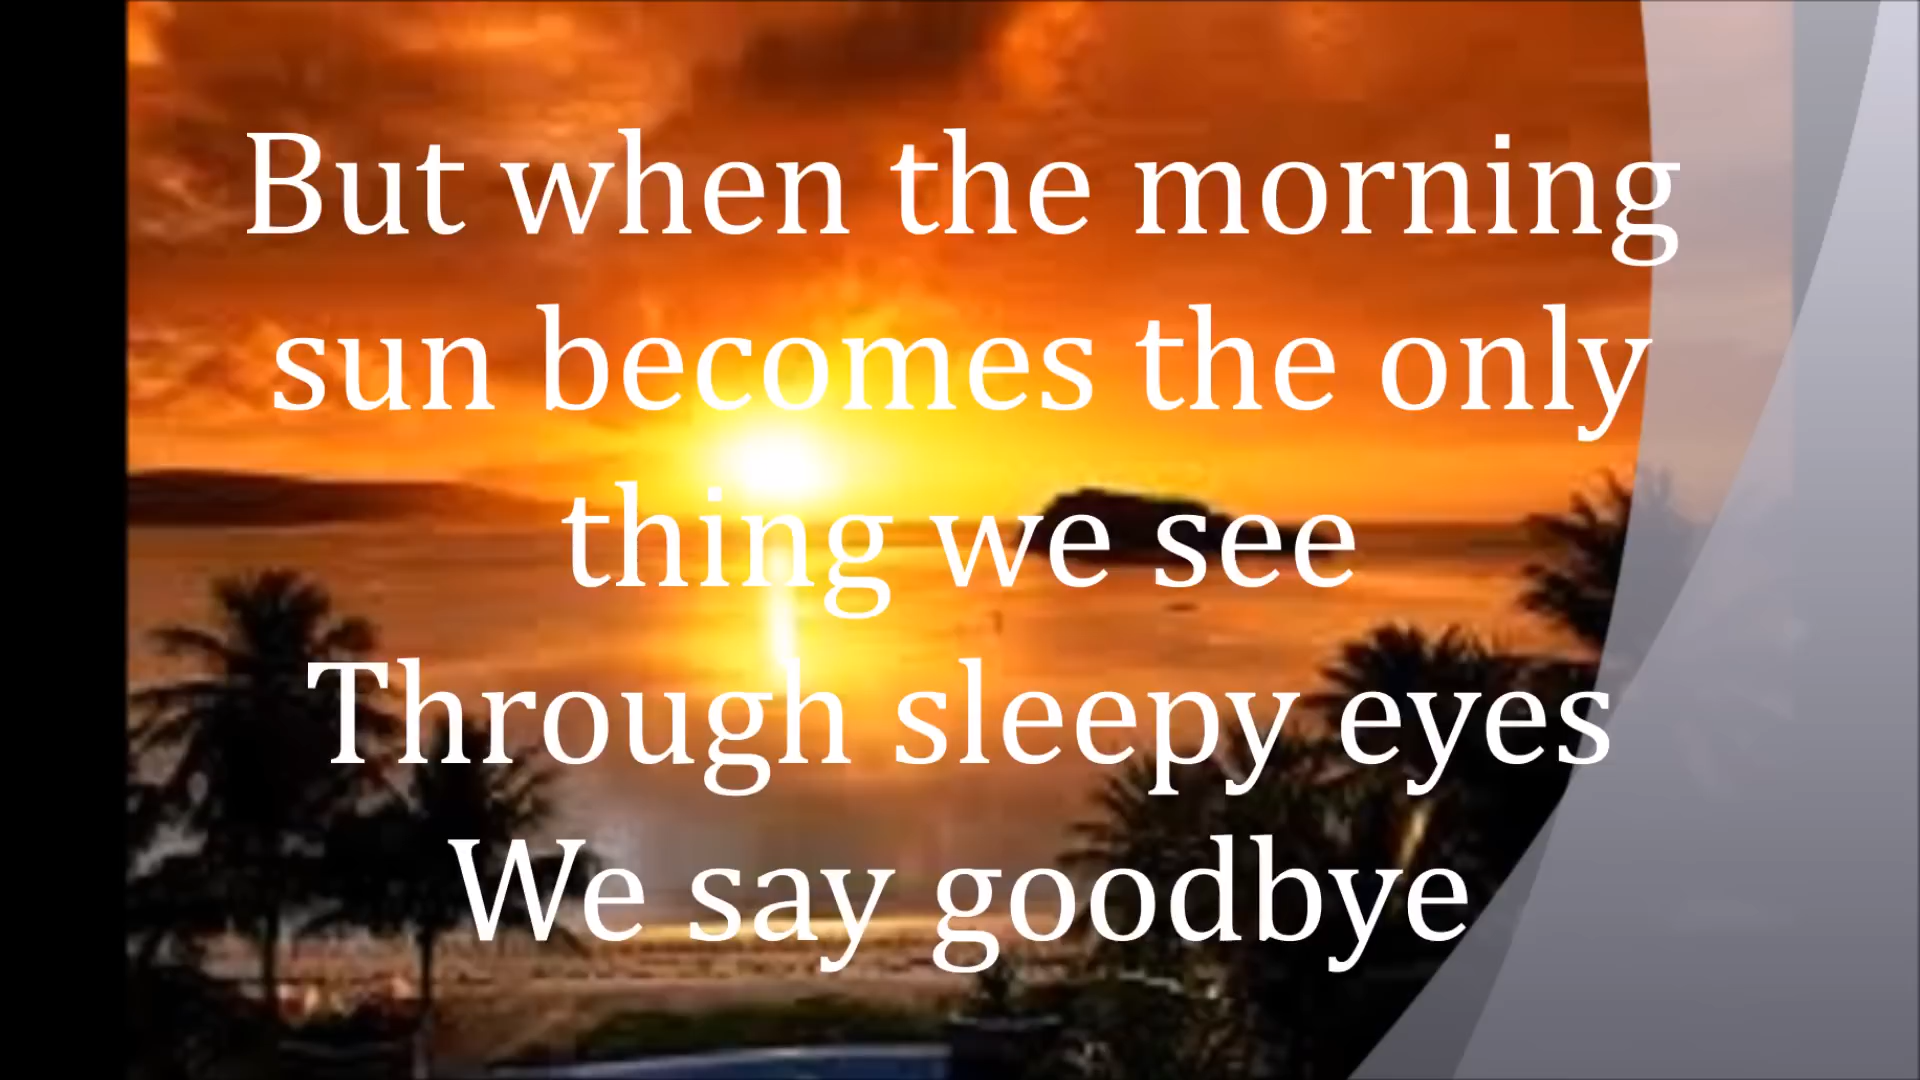 But when the morning
sun becomes the only
thing we see
Through sleepy eyes
We say goodbye